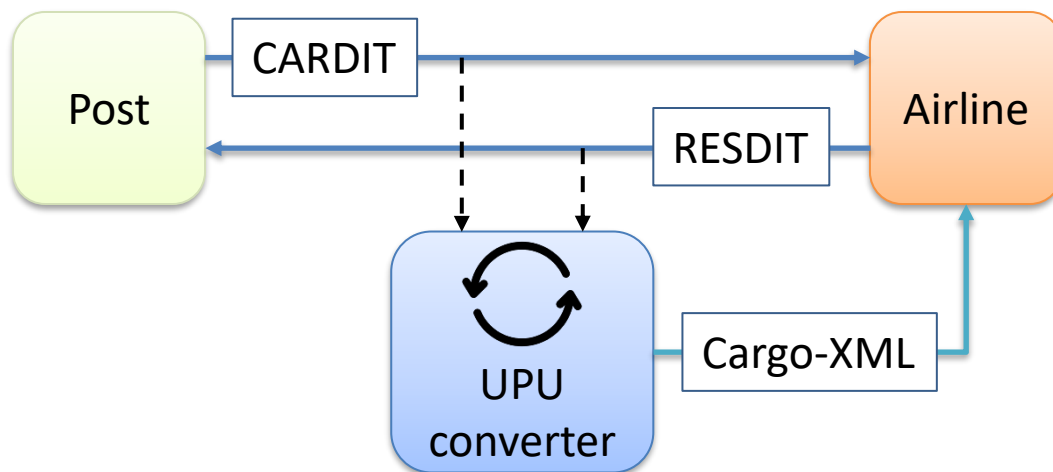 CARDIT
Post
Airline
RESDIT
Cargo-XML
UPU
converter